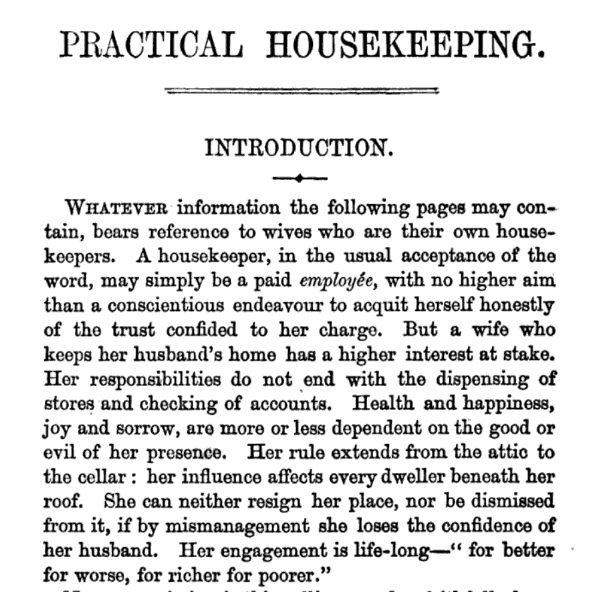 PRACTICAL HOUSEKEEPING.
INTRODUCTION.
WHATEVER information the following pages may con-
tain, bears reference to wives who are their own house-
keepers. A housekeeper, in the usual acceptance of the
word, may simply be a paid employée, with no higher aim
than a conscientious endeavour to acquit herself honestly
of the trust confided to her charge. But a wife who
keeps her husband's home has a higher interest at stake.
Her responsibilities do not end with the dispensing of
stores and checking of accounts. Health and happiness,
joy and sorrow, are more or less dependent on the good or
evil of her presence. Her rule extends from the attic to
the cellar: her influence affects every dweller beneath her
roof. She can neither resign her place, nor be dismissed
from it, if by mismanagement she loses the confidence of
her husband. Her engagement is life-long—“ for better
for worse, for richer for poorer.”